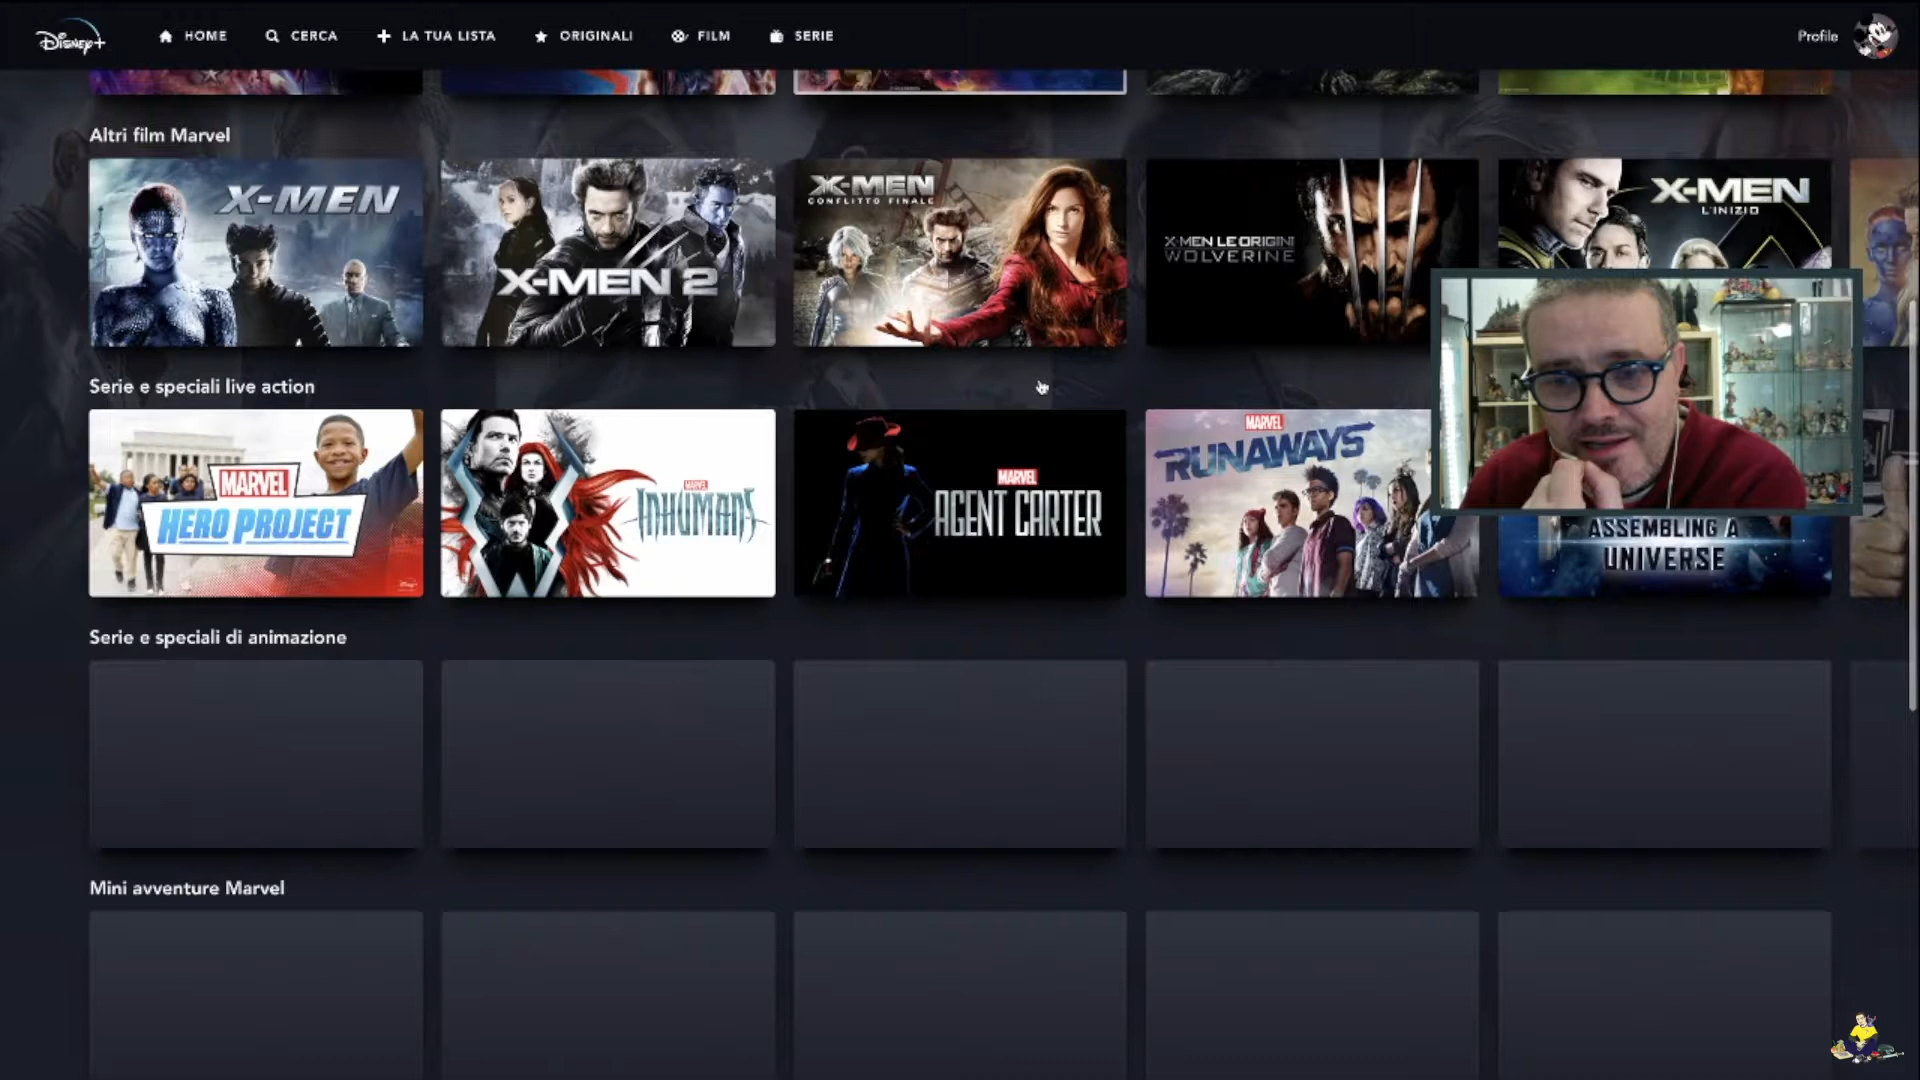 Disney+
HOME
CERCA
LA TUA LISTA
ORIGINALI
FILM
SERIE
Profile
Altri film Marvel
X-MEN
X-MEN 2
X-MEN
CONFLITTO FINALE
X-MEN LE ORIGINI
WOLVERINE
X-MEN
L'INIZIO
Serie e speciali live action
MARVEL
HERO PROJECT
MARVEL
INHUMANS
MARVEL
AGENT CARTER
MARVEL
RUNAWAYS
ASSEMBLING A
UNIVERSE
Serie e speciali di animazione
Mini avventure Marvel